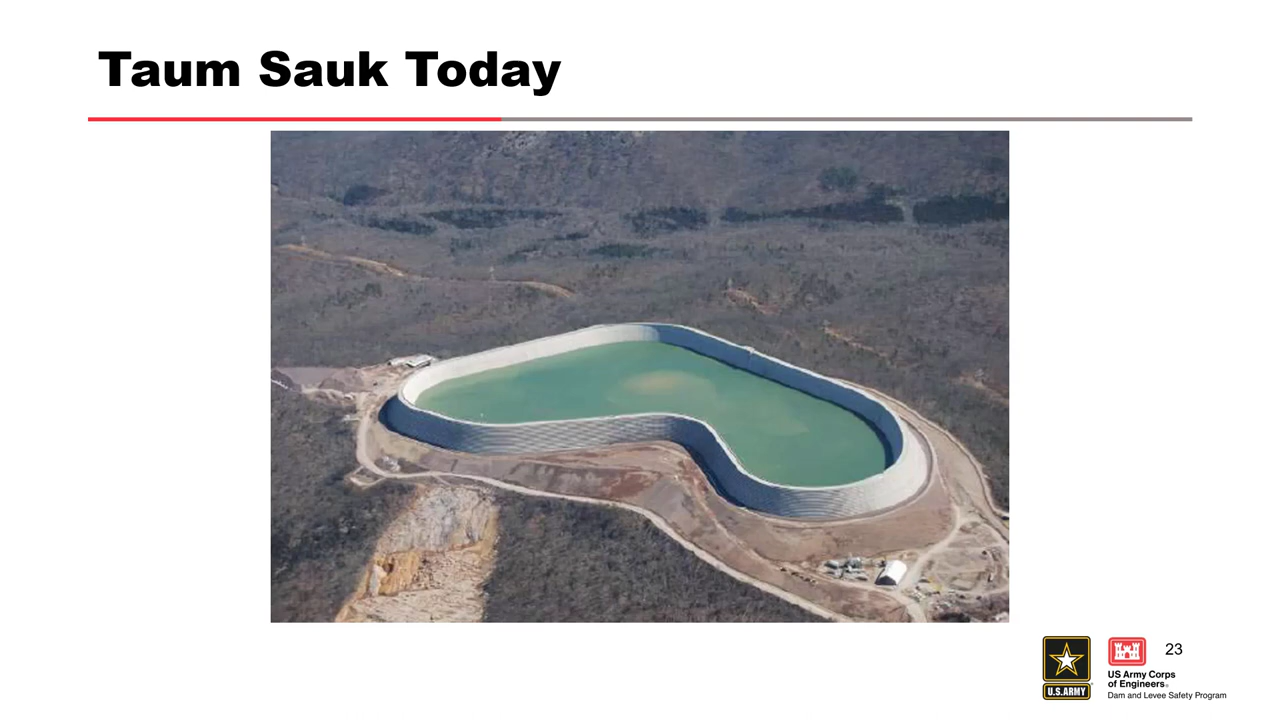 Taum Sauk Today
23
U.S.ARMY
US Army Corps
of Engineers®
Dam and Levee Safety Program